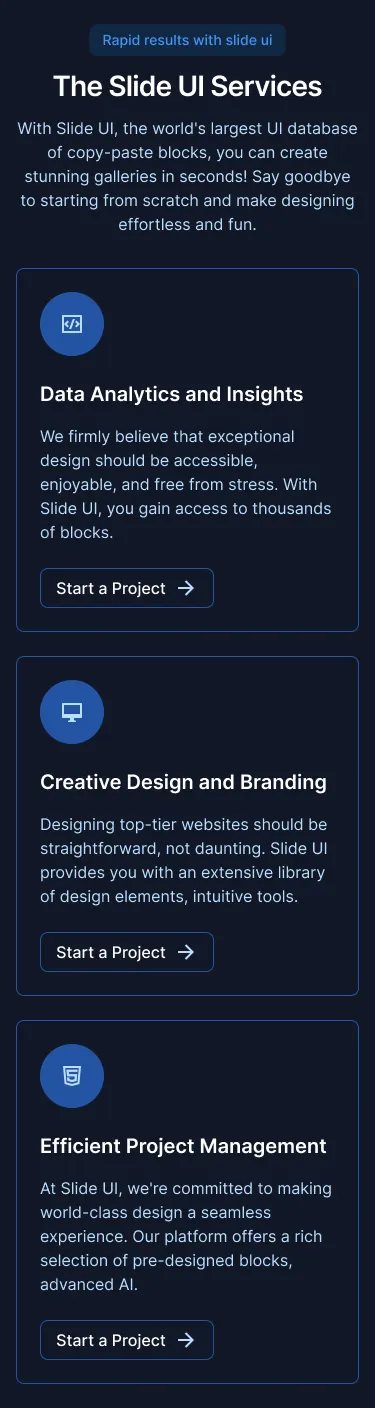 Rapid results with slide ui
The Slide UI Services
With Slide UI, the world's largest UI database
of copy-paste blocks, you can create
stunning galleries in seconds! Say goodbye
to starting from scratch and make designing
effortless and fun.
Data Analytics and Insights
We firmly believe that exceptional
design should be accessible,
enjoyable, and free from stress. With
Slide UI, you gain access to thousands
of blocks.
Start a Project
Creative Design and Branding
Designing top-tier websites should be
straightforward, not daunting. Slide UI
provides you with an extensive library
of design elements, intuitive tools.
Start a Project
Efficient Project Management
At Slide UI, we're committed to making
world-class design a seamless
experience. Our platform offers a rich
selection of pre-designed blocks,
advanced AI.
Start a Project